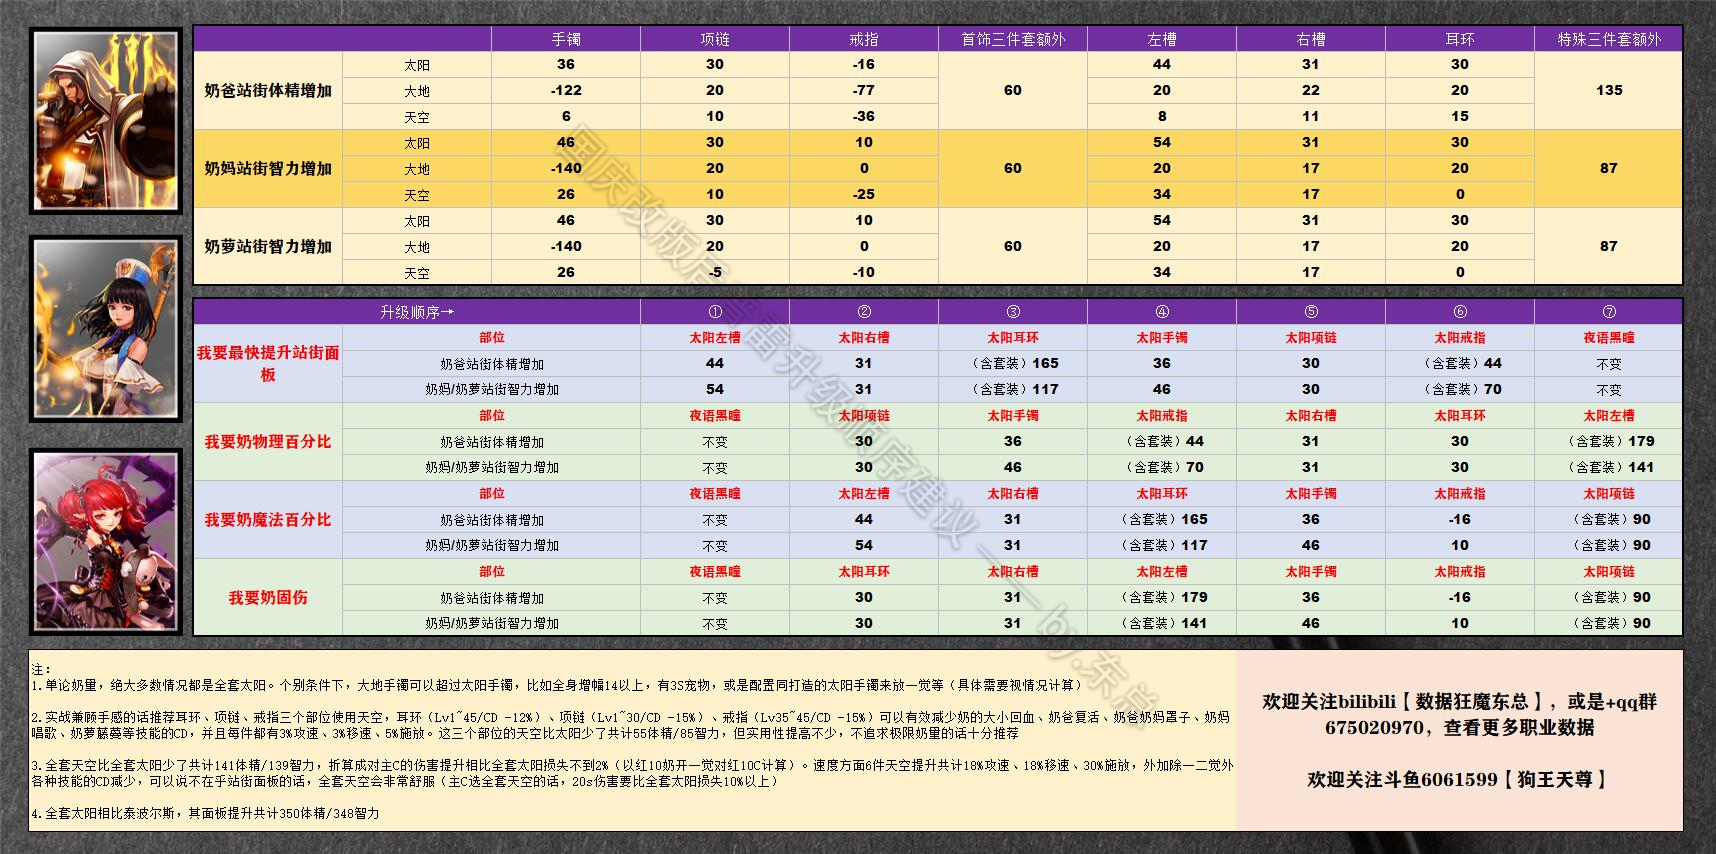 手镯 项链 戒指 首饰三件套额外 左槽 右槽 耳环 特殊三件套额外
奶爸站街体精增加 太阳 36 30 -16 60 44 31 30 135
大地 -122 20 -77 20 22 20
天空 6 10 -36 8 11 15
奶妈站街智力增加 太阳 46 30 10 60 54 31 30 87
大地 -140 20 0 20 17 20
天空 26 10 -25 34 17 0
奶萝站街智力增加 太阳 46 30 10 60 54 31 30 87
大地 -140 20 0 20 17 20
天空 26 -5 -10 34 17 0
升级顺序→ ① ② ③ ④ ⑤ ⑥ ⑦
我要最快提升站街面板 部位 太阳左槽 太阳右槽 太阳耳环 太阳手镯 太阳项链 太阳戒指 夜语黑瞳
奶爸站街体精增加 44 31 （含套装）165 36 30 （含套装）44 不变
奶妈/奶萝站街智力增加 54 31 （含套装）117 46 30 （含套装）70 不变
我要奶物理百分比 部位 夜语黑瞳 太阳项链 太阳手镯 太阳戒指 太阳右槽 太阳耳环 太阳左槽
奶爸站街体精增加 不变 30 36 （含套装）44 31 30 （含套装）179
奶妈/奶萝站街智力增加 不变 30 46 （含套装）70 31 30 （含套装）141
我要奶魔法百分比 部位 夜语黑瞳 太阳左槽 太阳右槽 太阳耳环 太阳手镯 太阳戒指 太阳项链
奶爸站街体精增加 不变 44 31 （含套装）165 36 -16 （含套装）90
奶妈/奶萝站街智力增加 不变 54 31 （含套装）117 46 10 （含套装）90
我要奶固伤 部位 夜语黑瞳 太阳耳环 太阳右槽 太阳左槽 太阳手镯 太阳戒指 太阳项链
奶爸站街体精增加 不变 30 31 （含套装）179 36 -16 （含套装）90
奶妈/奶萝站街智力增加 不变 30 31 （含套装）141 46 10 （含套装）90
国庆改版后普雷升级顺序建议 ——by.东总
注：
1.单论奶量，绝大多数情况都是全套太阳。个别条件下，大地手镯可以超过太阳手镯，比如全身增幅14以上，有3S宠物，或是配置同打造的太阳手镯来放一觉等（具体需要视情况计算）
2.实战兼顾手感的话推荐耳环、项链、戒指三个部位使用天空，耳环（Lv1~45/CD -12%）、项链（Lv1~30/CD -15%）、戒指（Lv35~45/CD -15%）可以有效减少奶的大小回血、奶爸复活、奶爸奶妈罩子、奶妈
唱歌、奶萝藤蔓等技能的CD，并且每件都有3%攻速、3%移速、5%施放。这三个部位的天空比太阳少了共计55体精/85智力，但实用性提高不少，不追求极限奶量的话十分推荐
3.全套天空比全套太阳少了共计141体精/139智力，折算成对主C的伤害提升相比全套太阳损失不到2%（以红10奶开一觉对红10C计算）。速度方面6件天空提升共计18%攻速、18%移速、30%施放，外加除一二觉外
各种技能的CD减少，可以说不在乎站街面板的话，全套天空会非常舒服（主C选全套天空的话，20s伤害要比全套太阳损失10%以上）
4.全套太阳相比泰波尔斯，其面板提升共计350体精/348智力
欢迎关注bilibili【数据狂魔东总】，或是+qq群
675020970，查看更多职业数据
欢迎关注斗鱼6061599【狗王天尊】